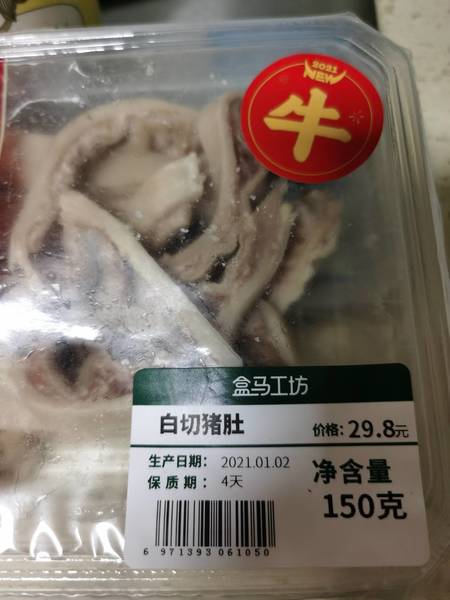 2021
NEW
牛
盒马工坊
白切猪肚 价格: 29.8元
生产日期: 2021.01.02
保质期: 4天
净含量
150克
6 971393 061050